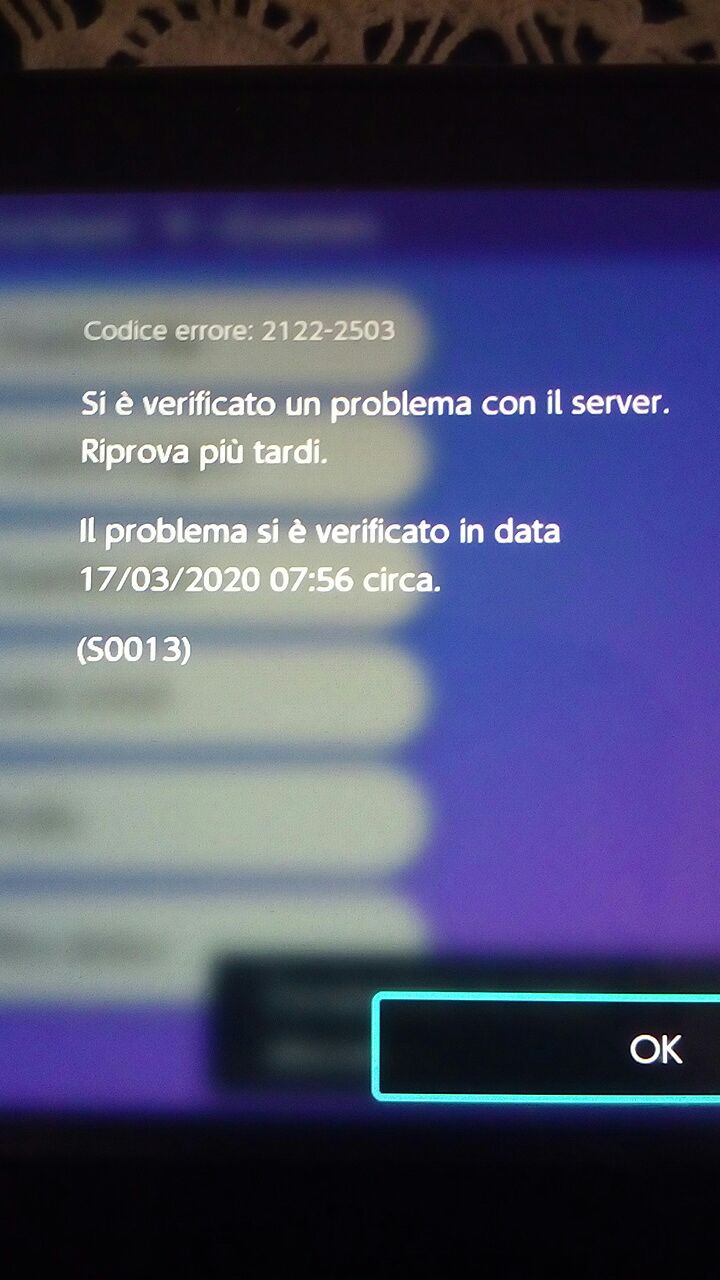 Codice errore: 2122-2503
Si è verificato un problema con il server.
Riprova più tardi.
Il problema si è verificato in data
17/03/2020 07:56 circa.
(S0013)
OK